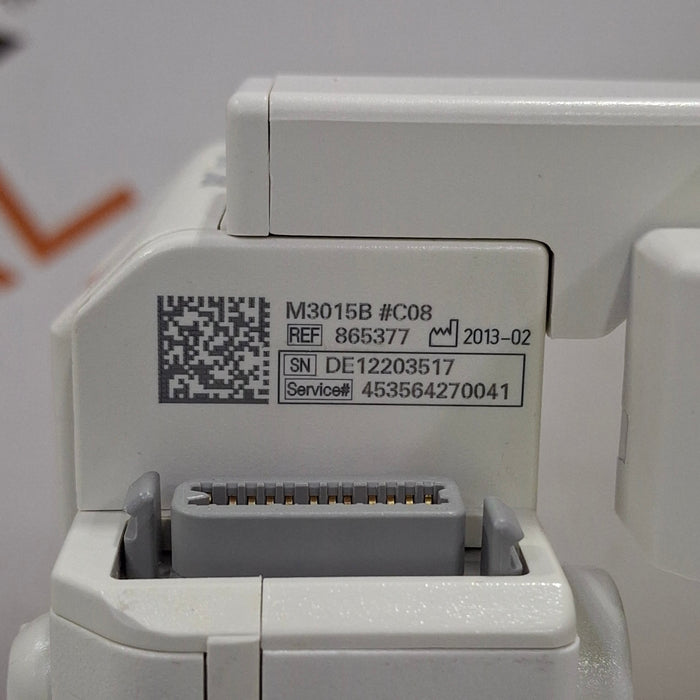 M3015B #C08
REF 865377 2013-02
SN DE12203517
Service# 453564270041